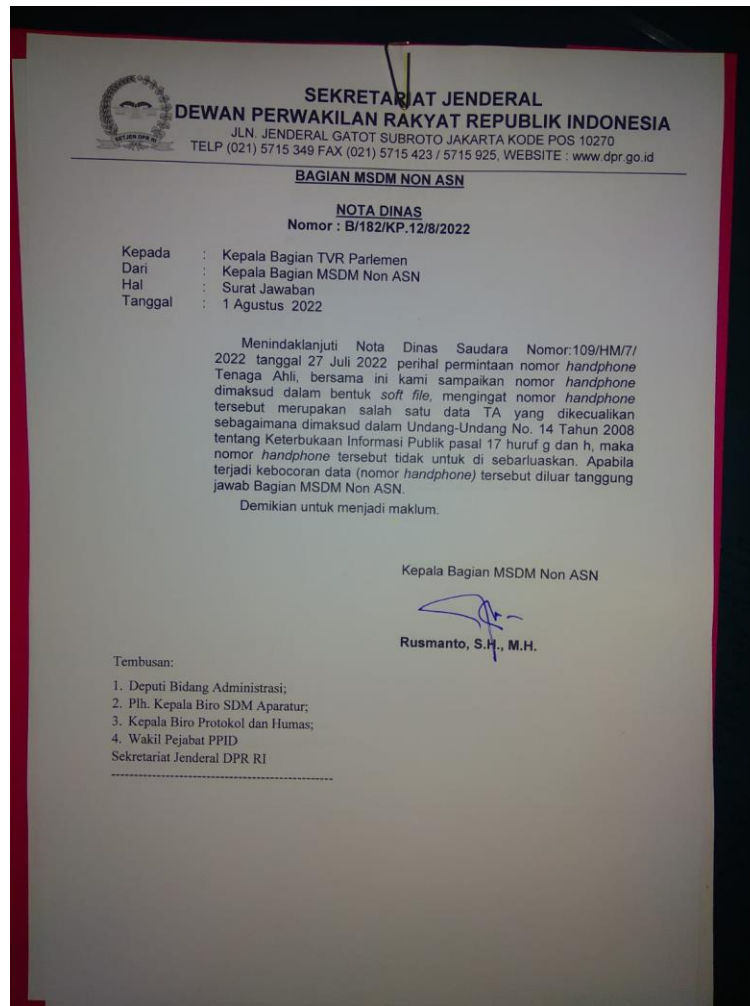 SETJEN DPR RI
SEKRETARIAT JENDERAL
DEWAN PERWAKILAN RAKYAT REPUBLIK INDONESIA
JLN. JENDERAL GATOT SUBROTO JAKARTA KODE POS 10270
TELP (021) 5715 349 FAX (021) 5715 423 / 5715 925, WEBSITE : www.dpr.go.id
BAGIAN MSDM NON ASN
NOTA DINAS
Nomor : B/182/KP.12/8/2022
Kepada : Kepala Bagian TVR Parlemen
Dari : Kepala Bagian MSDM Non ASN
Hal : Surat Jawaban
Tanggal : 1 Agustus 2022
Menindaklanjuti Nota Dinas Saudara Nomor:109/HM/7/
2022 tanggal 27 Juli 2022 perihal permintaan nomor handphone
Tenaga Ahli, bersama ini kami sampaikan nomor handphone
dimaksud dalam bentuk soft file, mengingat nomor handphone
tersebut merupakan salah satu data TA yang dikecualikan
sebagaimana dimaksud dalam Undang-Undang No. 14 Tahun 2008
tentang Keterbukaan Informasi Publik pasal 17 huruf g dan h, maka
nomor handphone tersebut tidak untuk di sebarluaskan. Apabila
terjadi kebocoran data (nomor handphone) tersebut diluar tanggung
jawab Bagian MSDM Non ASN.
Demikian untuk menjadi maklum.
Kepala Bagian MSDM Non ASN
Rusmanto, S.H., M.H.
Tembusan:
1. Deputi Bidang Administrasi;
2. Plh. Kepala Biro SDM Aparatur;
3. Kepala Biro Protokol dan Humas;
4. Wakil Pejabat PPID
Sekretariat Jenderal DPR RI